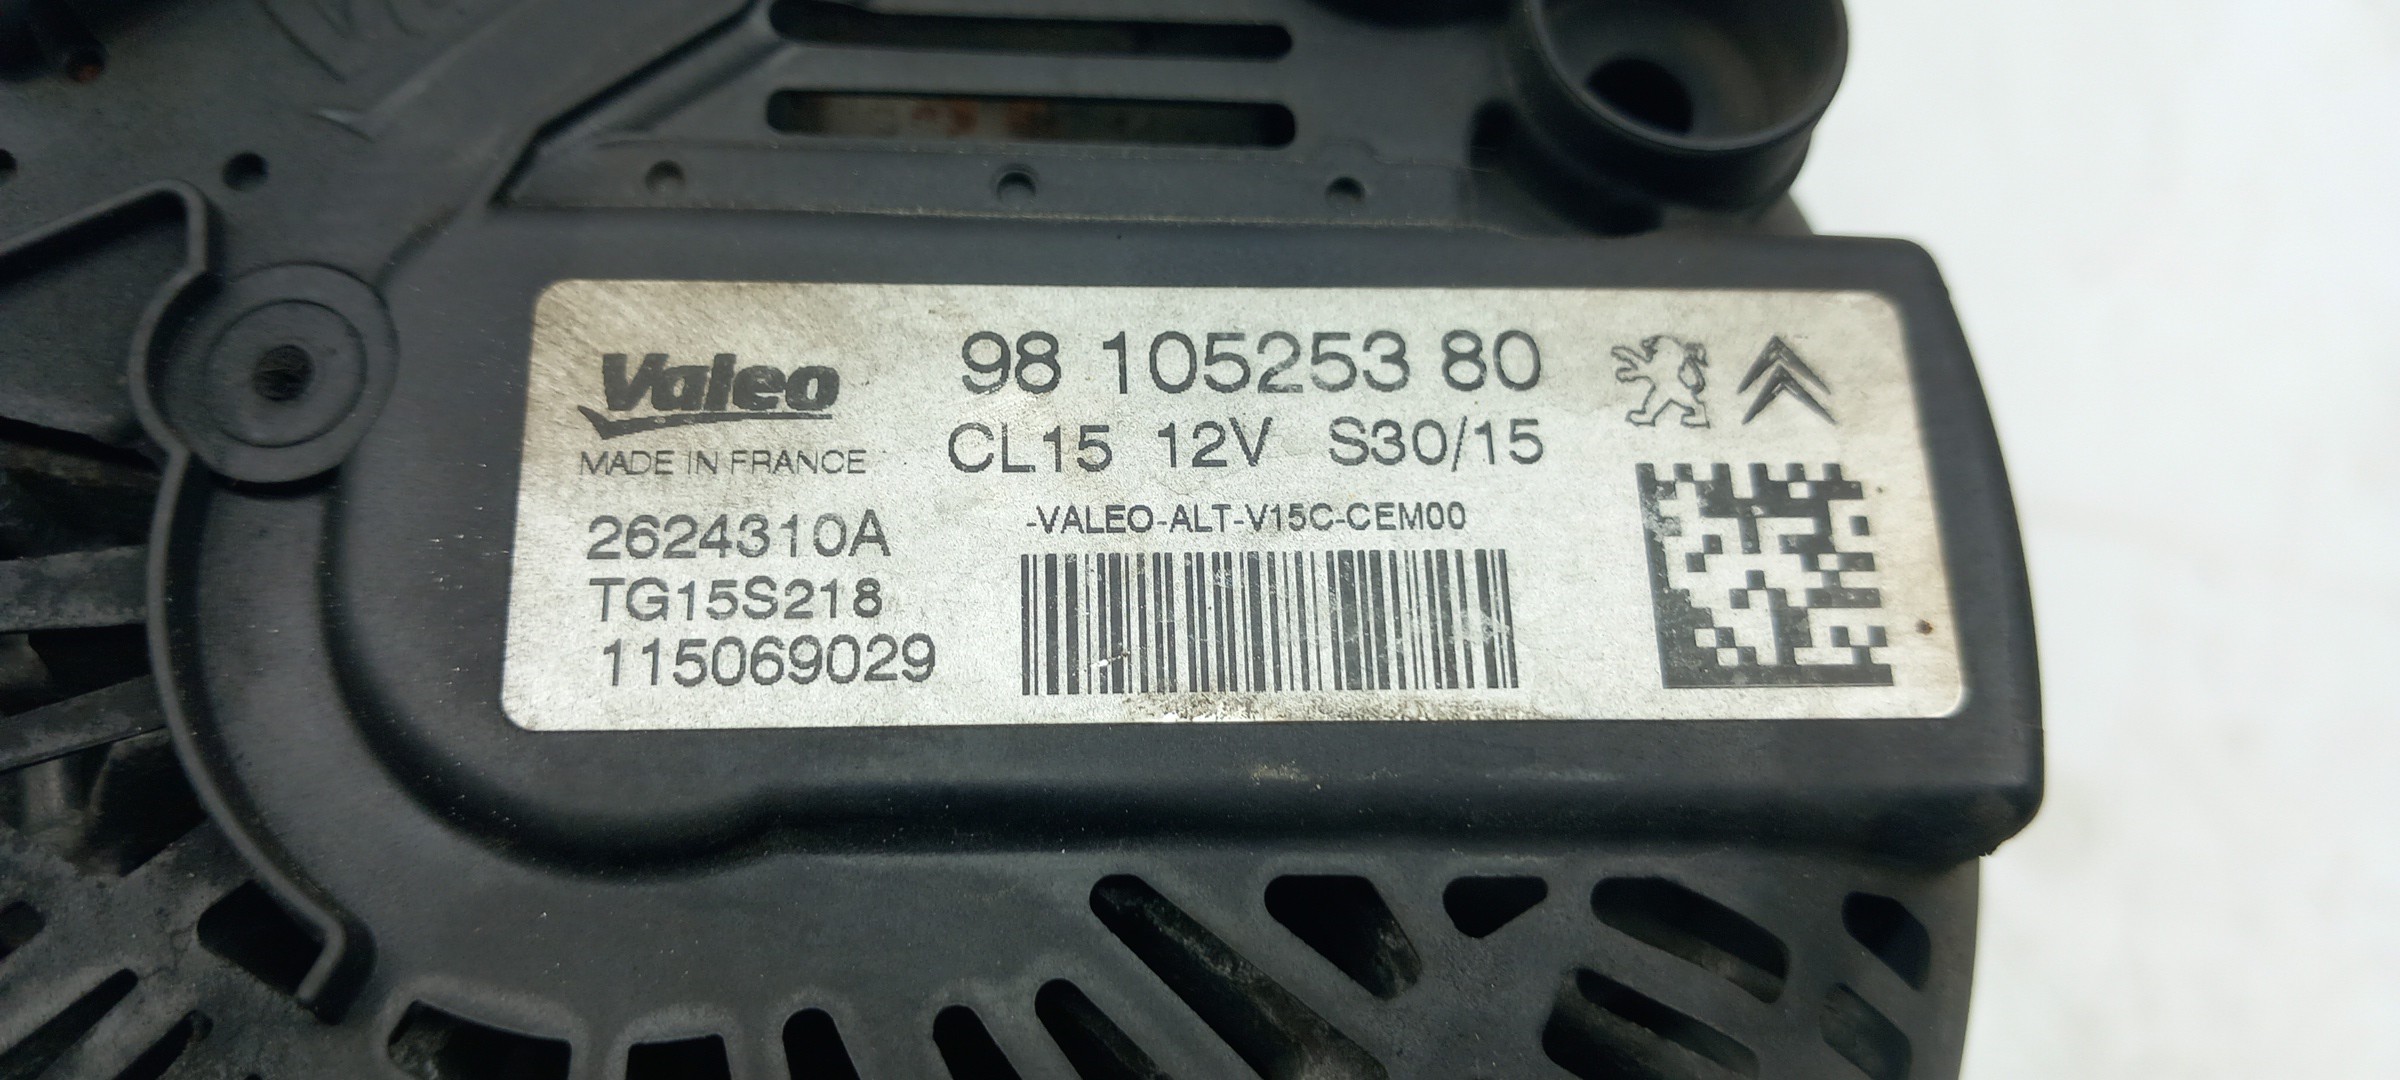 Valeo
MADE IN FRANCE
98 105253 80
CL15 12V S30/15
2624310A
TG15S218
115069029
-VALEO-ALT-V15C-CEM00